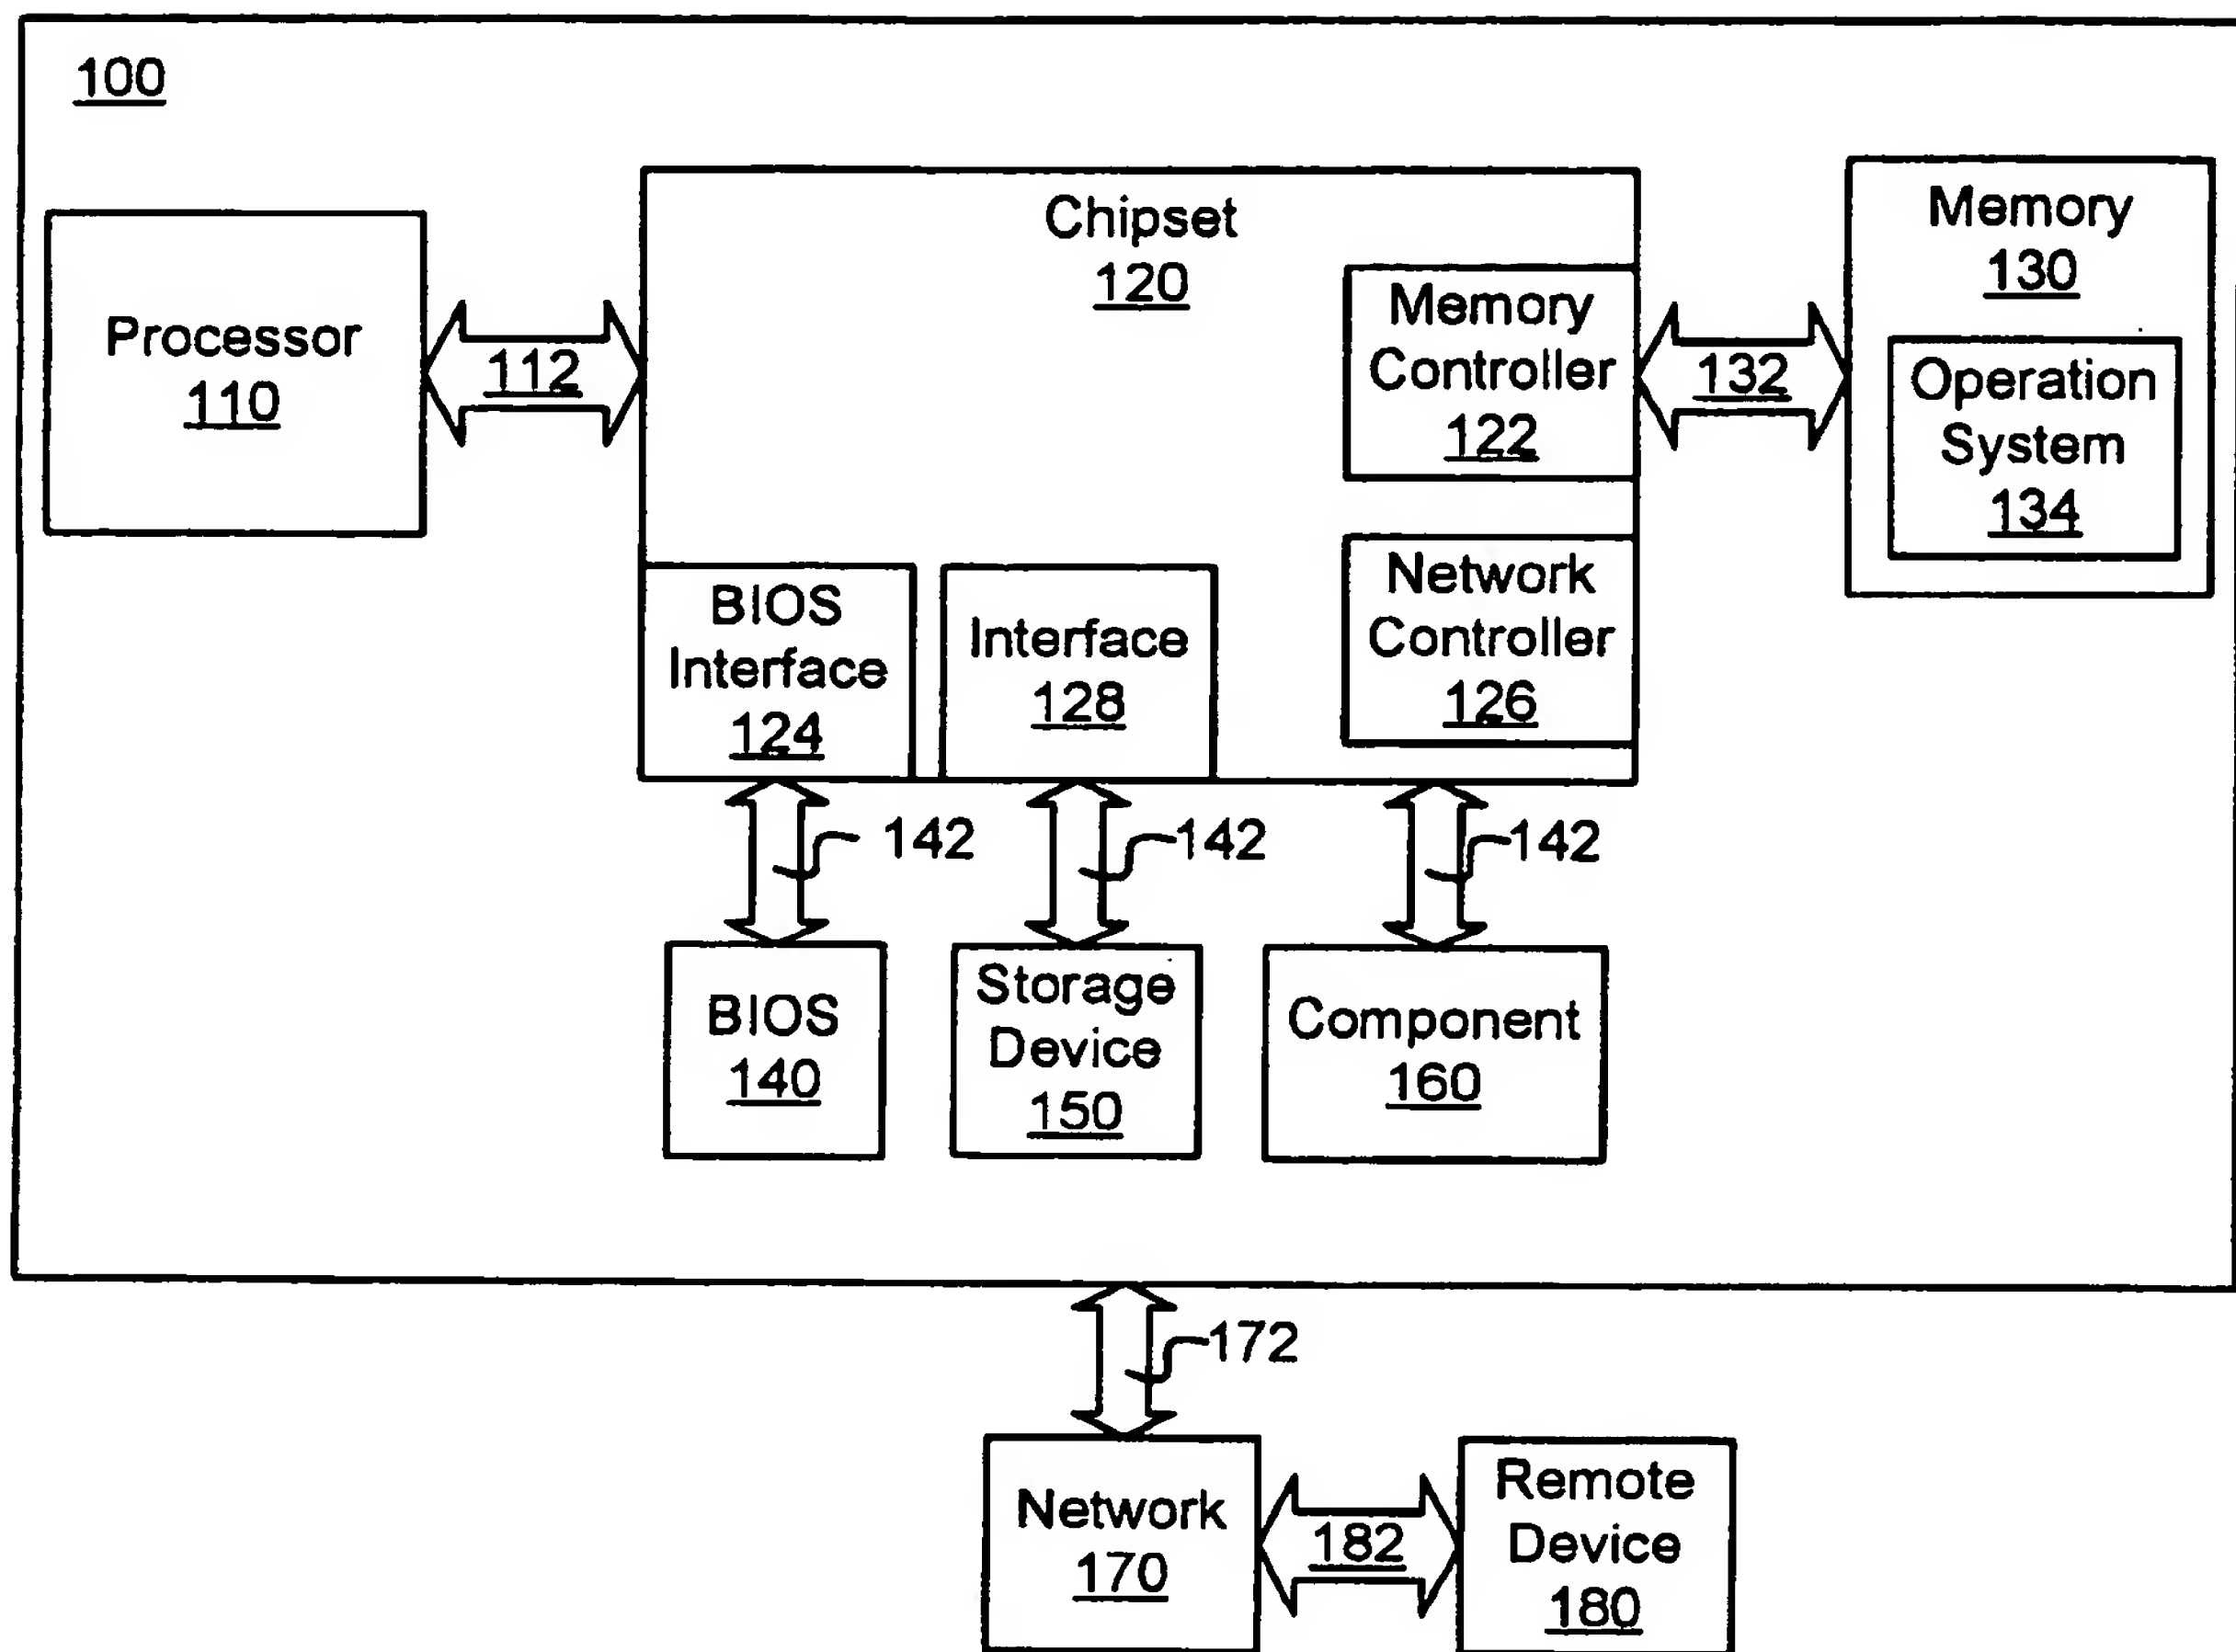 100
Processor
110
112
Chipset
120
Memory
Controller
122
132
Memory
130
Operation
System
134
BIOS
Interface
124
Interface
128
Network
Controller
126
142
142
142
BIOS
140
Storage
Device
150
Component
160
172
Network
170
182
Remote
Device
180